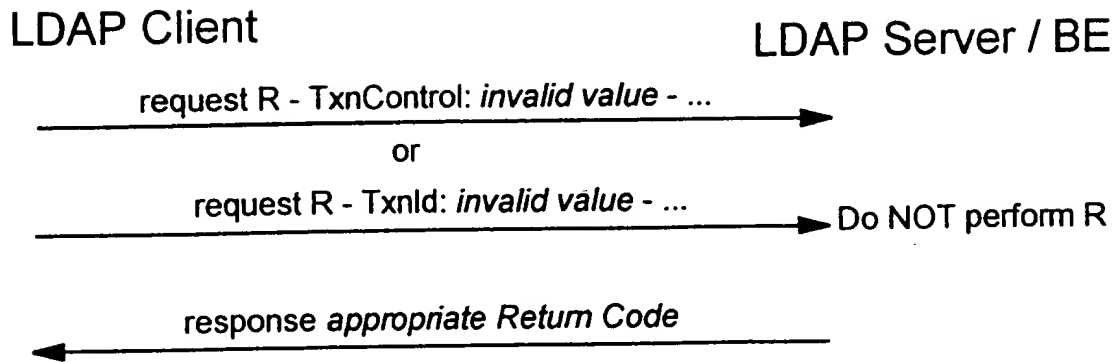 LDAP Client
LDAP Server / BE
request R - TxnControl: invalid value - ...
or
request R - TxnId: invalid value - ...
Do NOT perform R
response appropriate Return Code